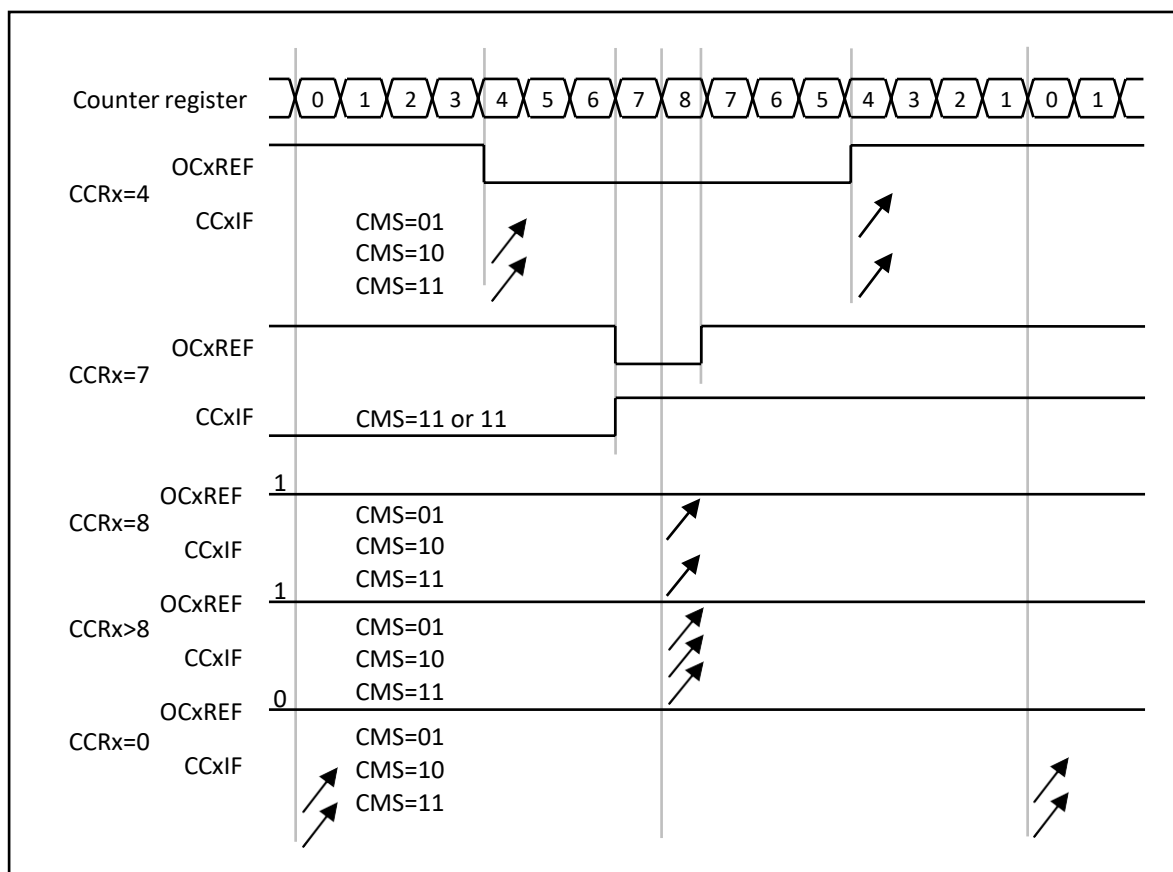 Counter register 0 1 2 3 4 5 6 7 8 7 6 5 4 3 2 1 0 1
OCxREF
CCRx=4
CCxIF CMS=01
CMS=10
CMS=11
OCxREF
CCRx=7
CCxIF CMS=11 or 11
1
OCxREF
CMS=01
CCRx=8
CCxIF CMS=10
CMS=11
1
OCxREF
CCRx>8 CMS=01
CCxIF CMS=10
CMS=11
0
OCxREF
CCRx=0 CMS=01
CCxIF CMS=10
CMS=11